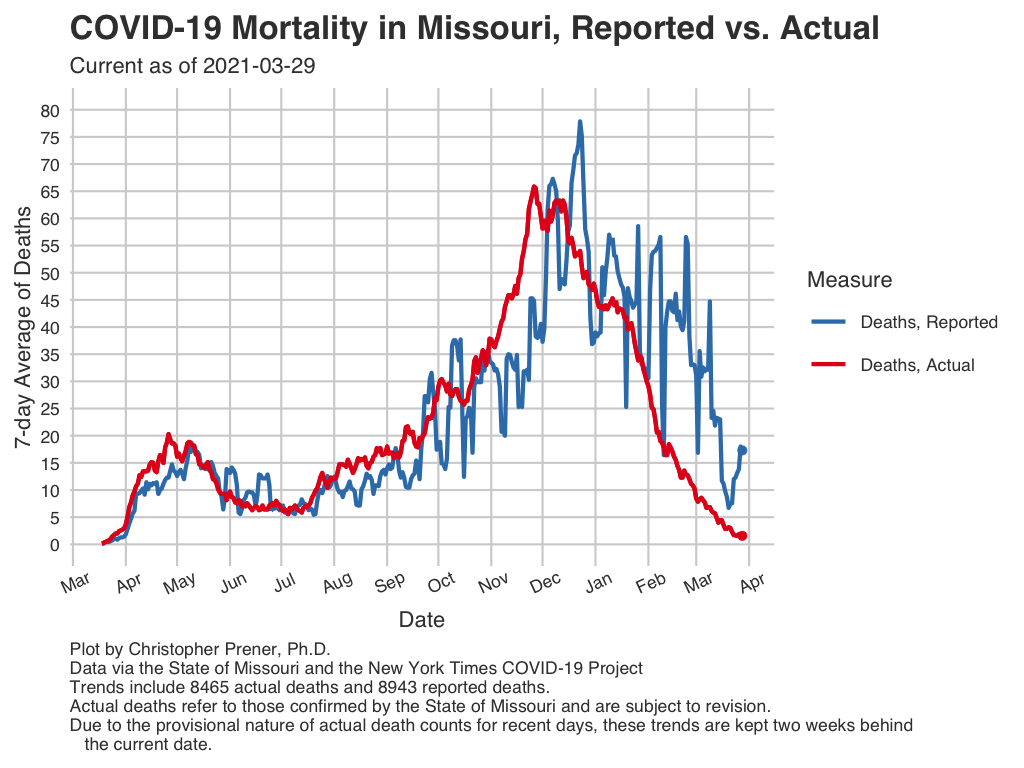 COVID-19 Mortality in Missouri, Reported vs. Actual
Current as of 2021-03-29
80
75
70
65
60
55
50
45
40
35
30
25
20
15
10
5
0
7-day Average of Deaths
Mar Apr May Jun Jul Aug Sep Oct Nov Dec Jan Feb Mar Apr
Date
Measure
Deaths, Reported
Deaths, Actual
Plot by Christopher Prener, Ph.D.
Data via the State of Missouri and the New York Times COVID-19 Project
Trends include 8465 actual deaths and 8943 reported deaths.
Actual deaths refer to those confirmed by the State of Missouri and are subject to revision.
Due to the provisional nature of actual death counts for recent days, these trends are kept two weeks behind
the current date.